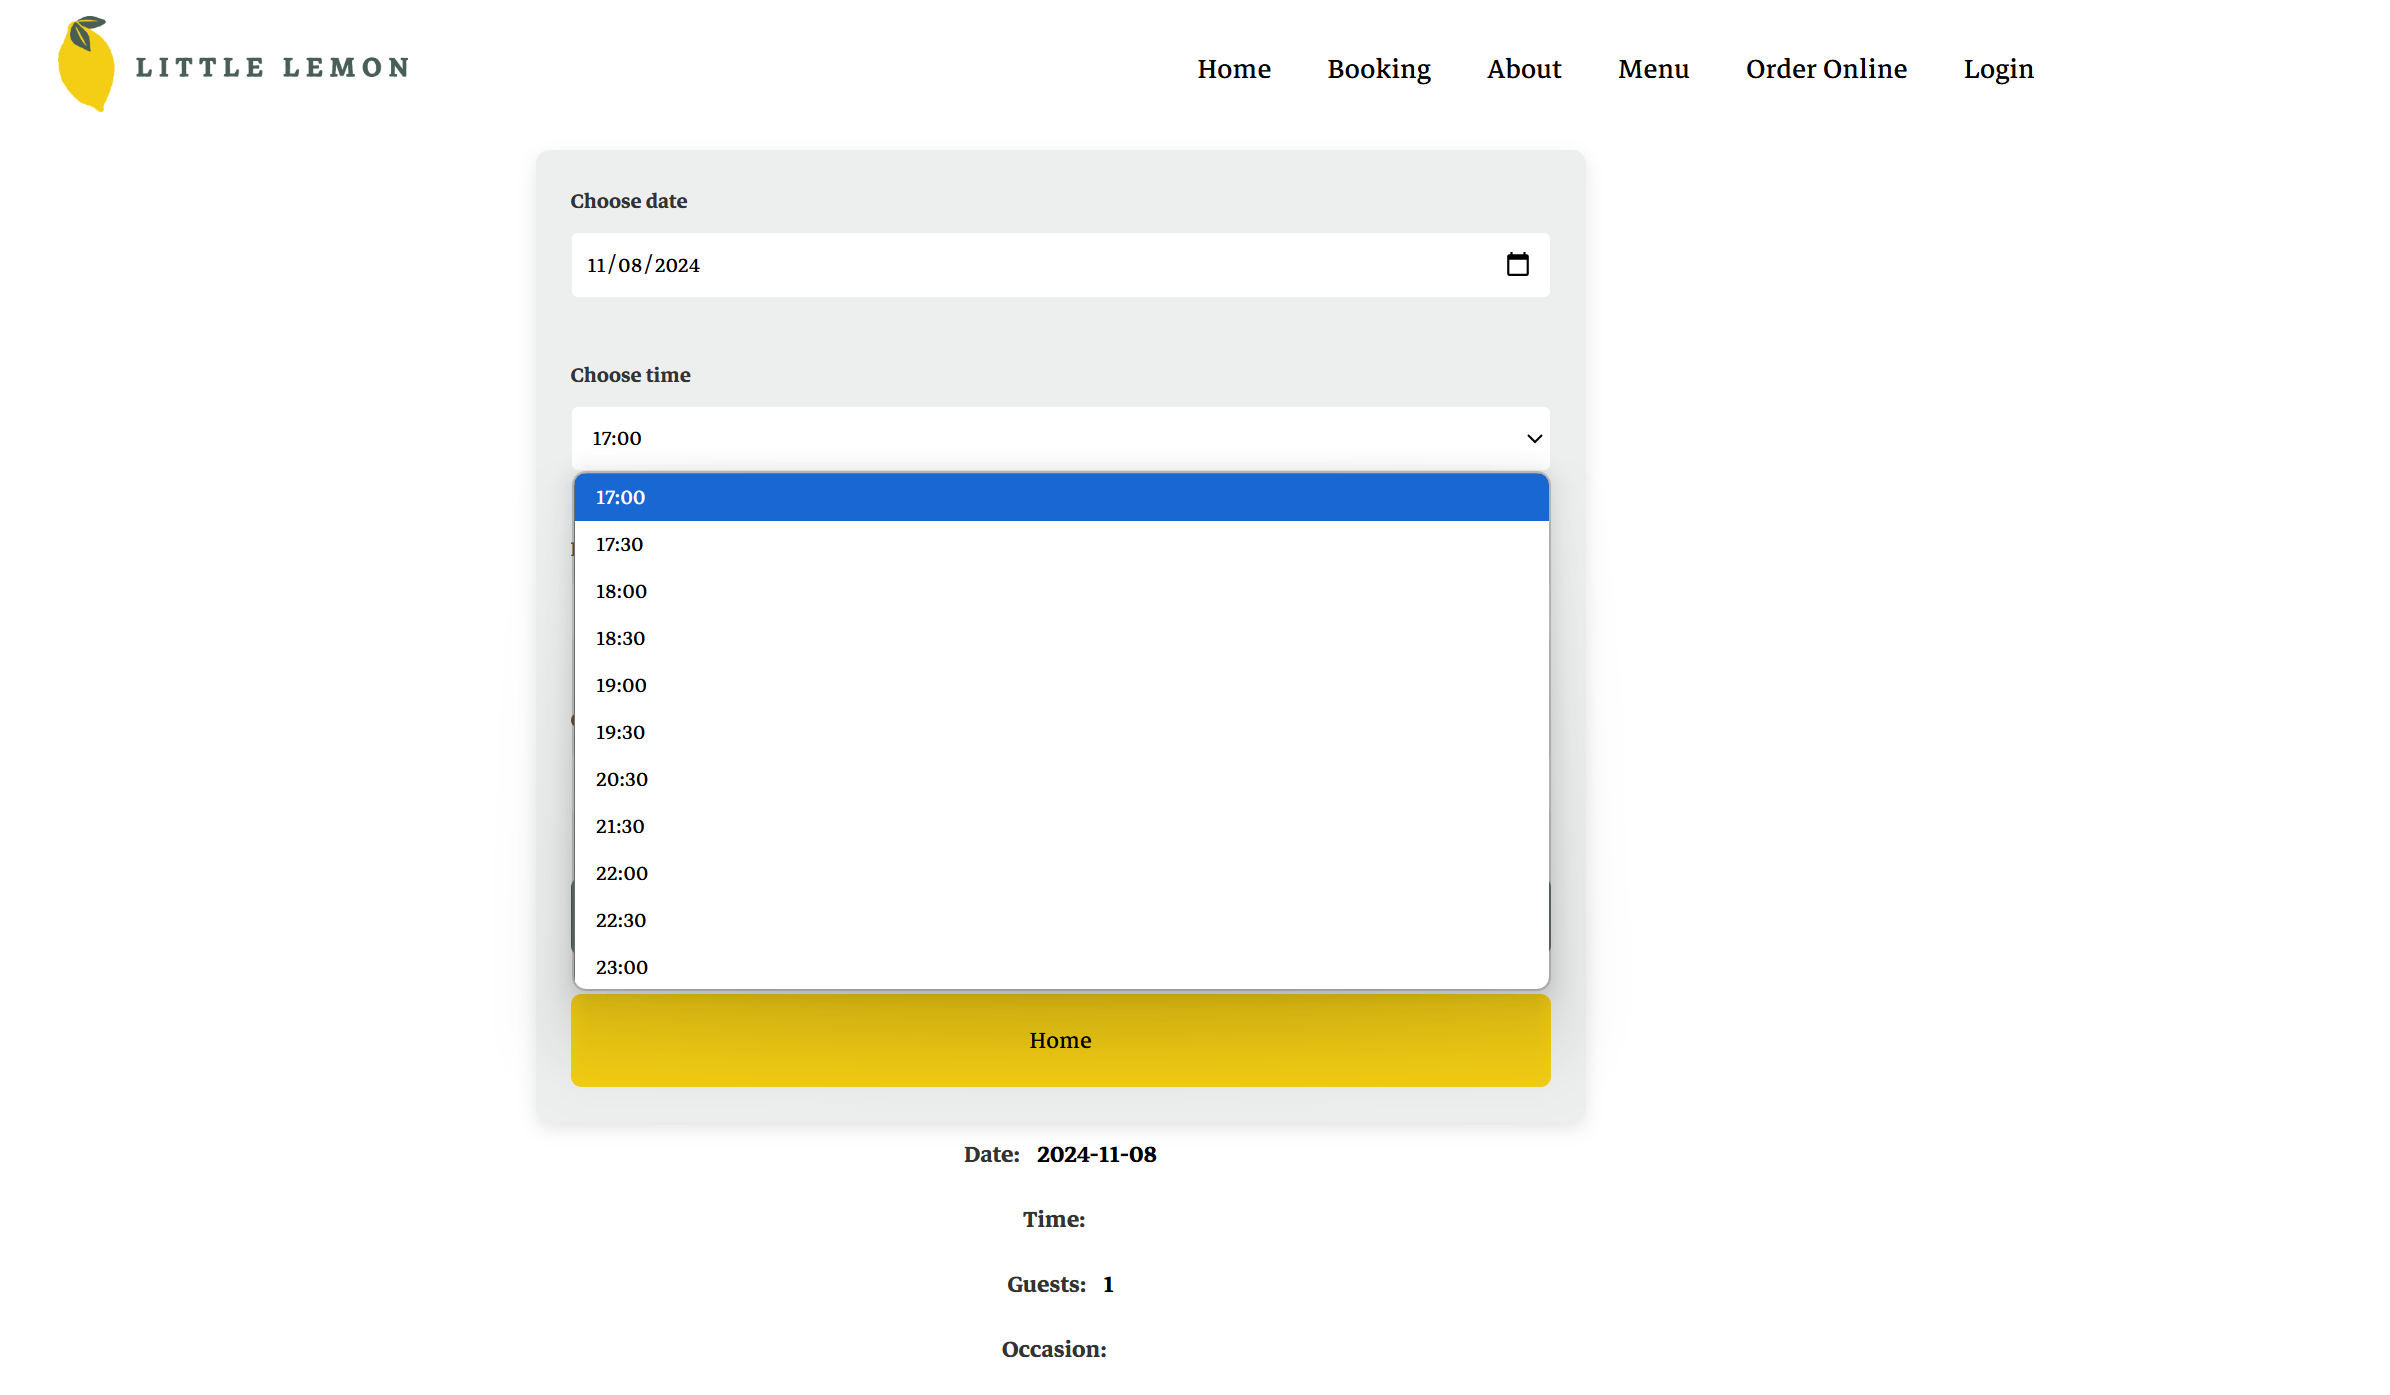 LITTLE LEMON
Home Booking About Menu Order Online Login
Choose date
11/08/2024
Choose time
17:00
17:00
17:30
18:00
18:30
19:00
19:30
20:30
21:30
22:00
22:30
23:00
Home
Date: 2024-11-08
Time:
Guests: 1
Occasion: